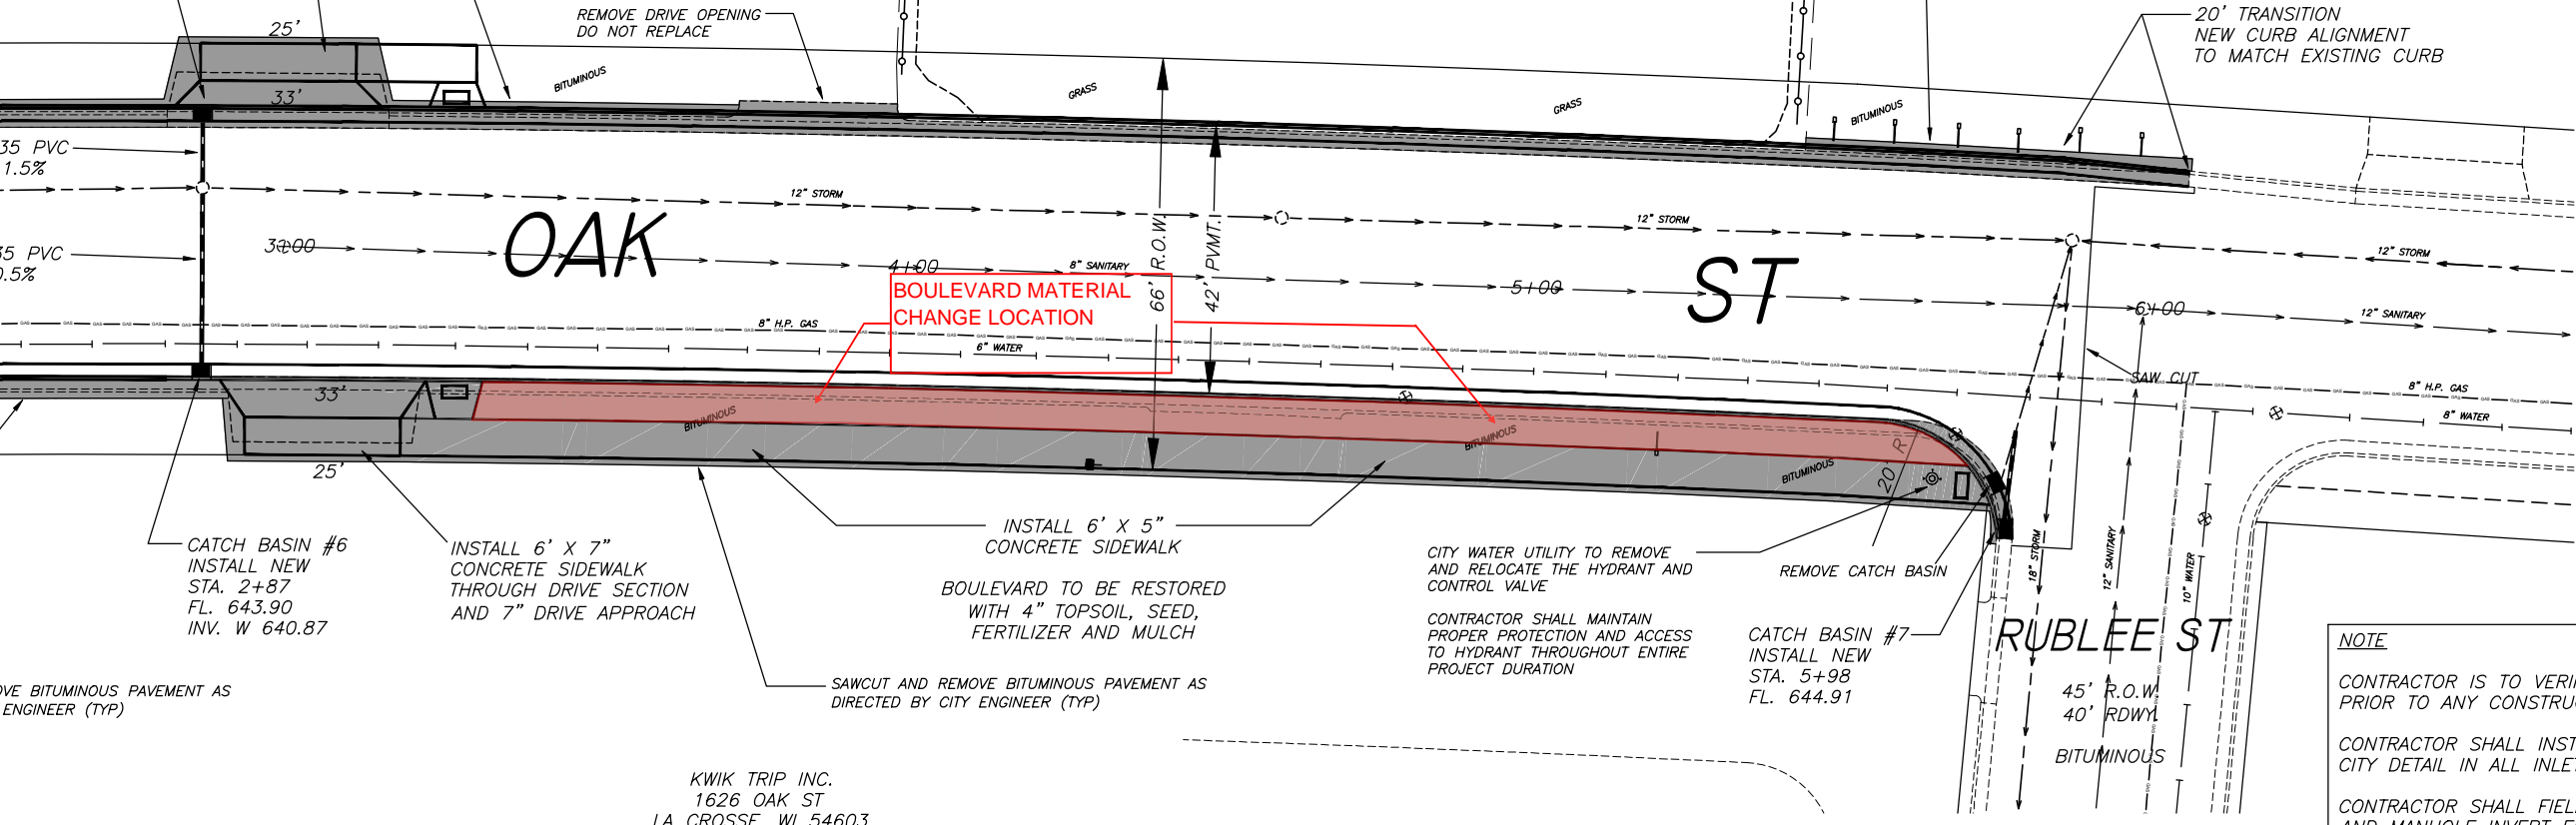 25'
REMOVE DRIVE OPENING
DO NOT REPLACE
20' TRANSITION
NEW CURB ALIGNMENT
TO MATCH EXISTING CURB
33'
BITUMINOUS
GRASS
GRASS
BITUMINOUS
35 PVC
1.5%
12" STORM
12" STORM
12" STORM
OAK
ST
66' R.O.W.
42' PVMT.
35 PVC
0.5%
3+00
4+00
8" SANITARY
5+00
6+00
12" SANITARY
BOULEVARD MATERIAL
CHANGE LOCATION
8" H.P. GAS
6" WATER
SAW CUT
8" H.P. GAS
8" WATER
33'
BITUMINOUS
BITUMINOUS
BITUMINOUS
20' R
25'
CATCH BASIN #6
INSTALL NEW
STA. 2+87
FL. 643.90
INV. W 640.87
INSTALL 6' X 7"
CONCRETE SIDEWALK
THROUGH DRIVE SECTION
AND 7" DRIVE APPROACH
INSTALL 6' X 5"
CONCRETE SIDEWALK
BOULEVARD TO BE RESTORED
WITH 4" TOPSOIL, SEED,
FERTILIZER AND MULCH
CITY WATER UTILITY TO REMOVE
AND RELOCATE THE HYDRANT AND
CONTROL VALVE
CONTRACTOR SHALL MAINTAIN
PROPER PROTECTION AND ACCESS
TO HYDRANT THROUGHOUT ENTIRE
PROJECT DURATION
REMOVE CATCH BASIN
CATCH BASIN #7
INSTALL NEW
STA. 5+98
FL. 644.91
18" STORM
12" SANITARY
10" WATER
RUBLEE ST
45' R.O.W.
40' RDWY.
BITUMINOUS
OVE BITUMINOUS PAVEMENT AS
ENGINEER (TYP)
SAWCUT AND REMOVE BITUMINOUS PAVEMENT AS
DIRECTED BY CITY ENGINEER (TYP)
KWIK TRIP INC.
1626 OAK ST
LA CROSSE, WI 54603
NOTE
CONTRACTOR IS TO VERI
PRIOR TO ANY CONSTRU
CONTRACTOR SHALL INST
CITY DETAIL IN ALL INLE
CONTRACTOR SHALL FIEL
AND MANHOLE INVERT